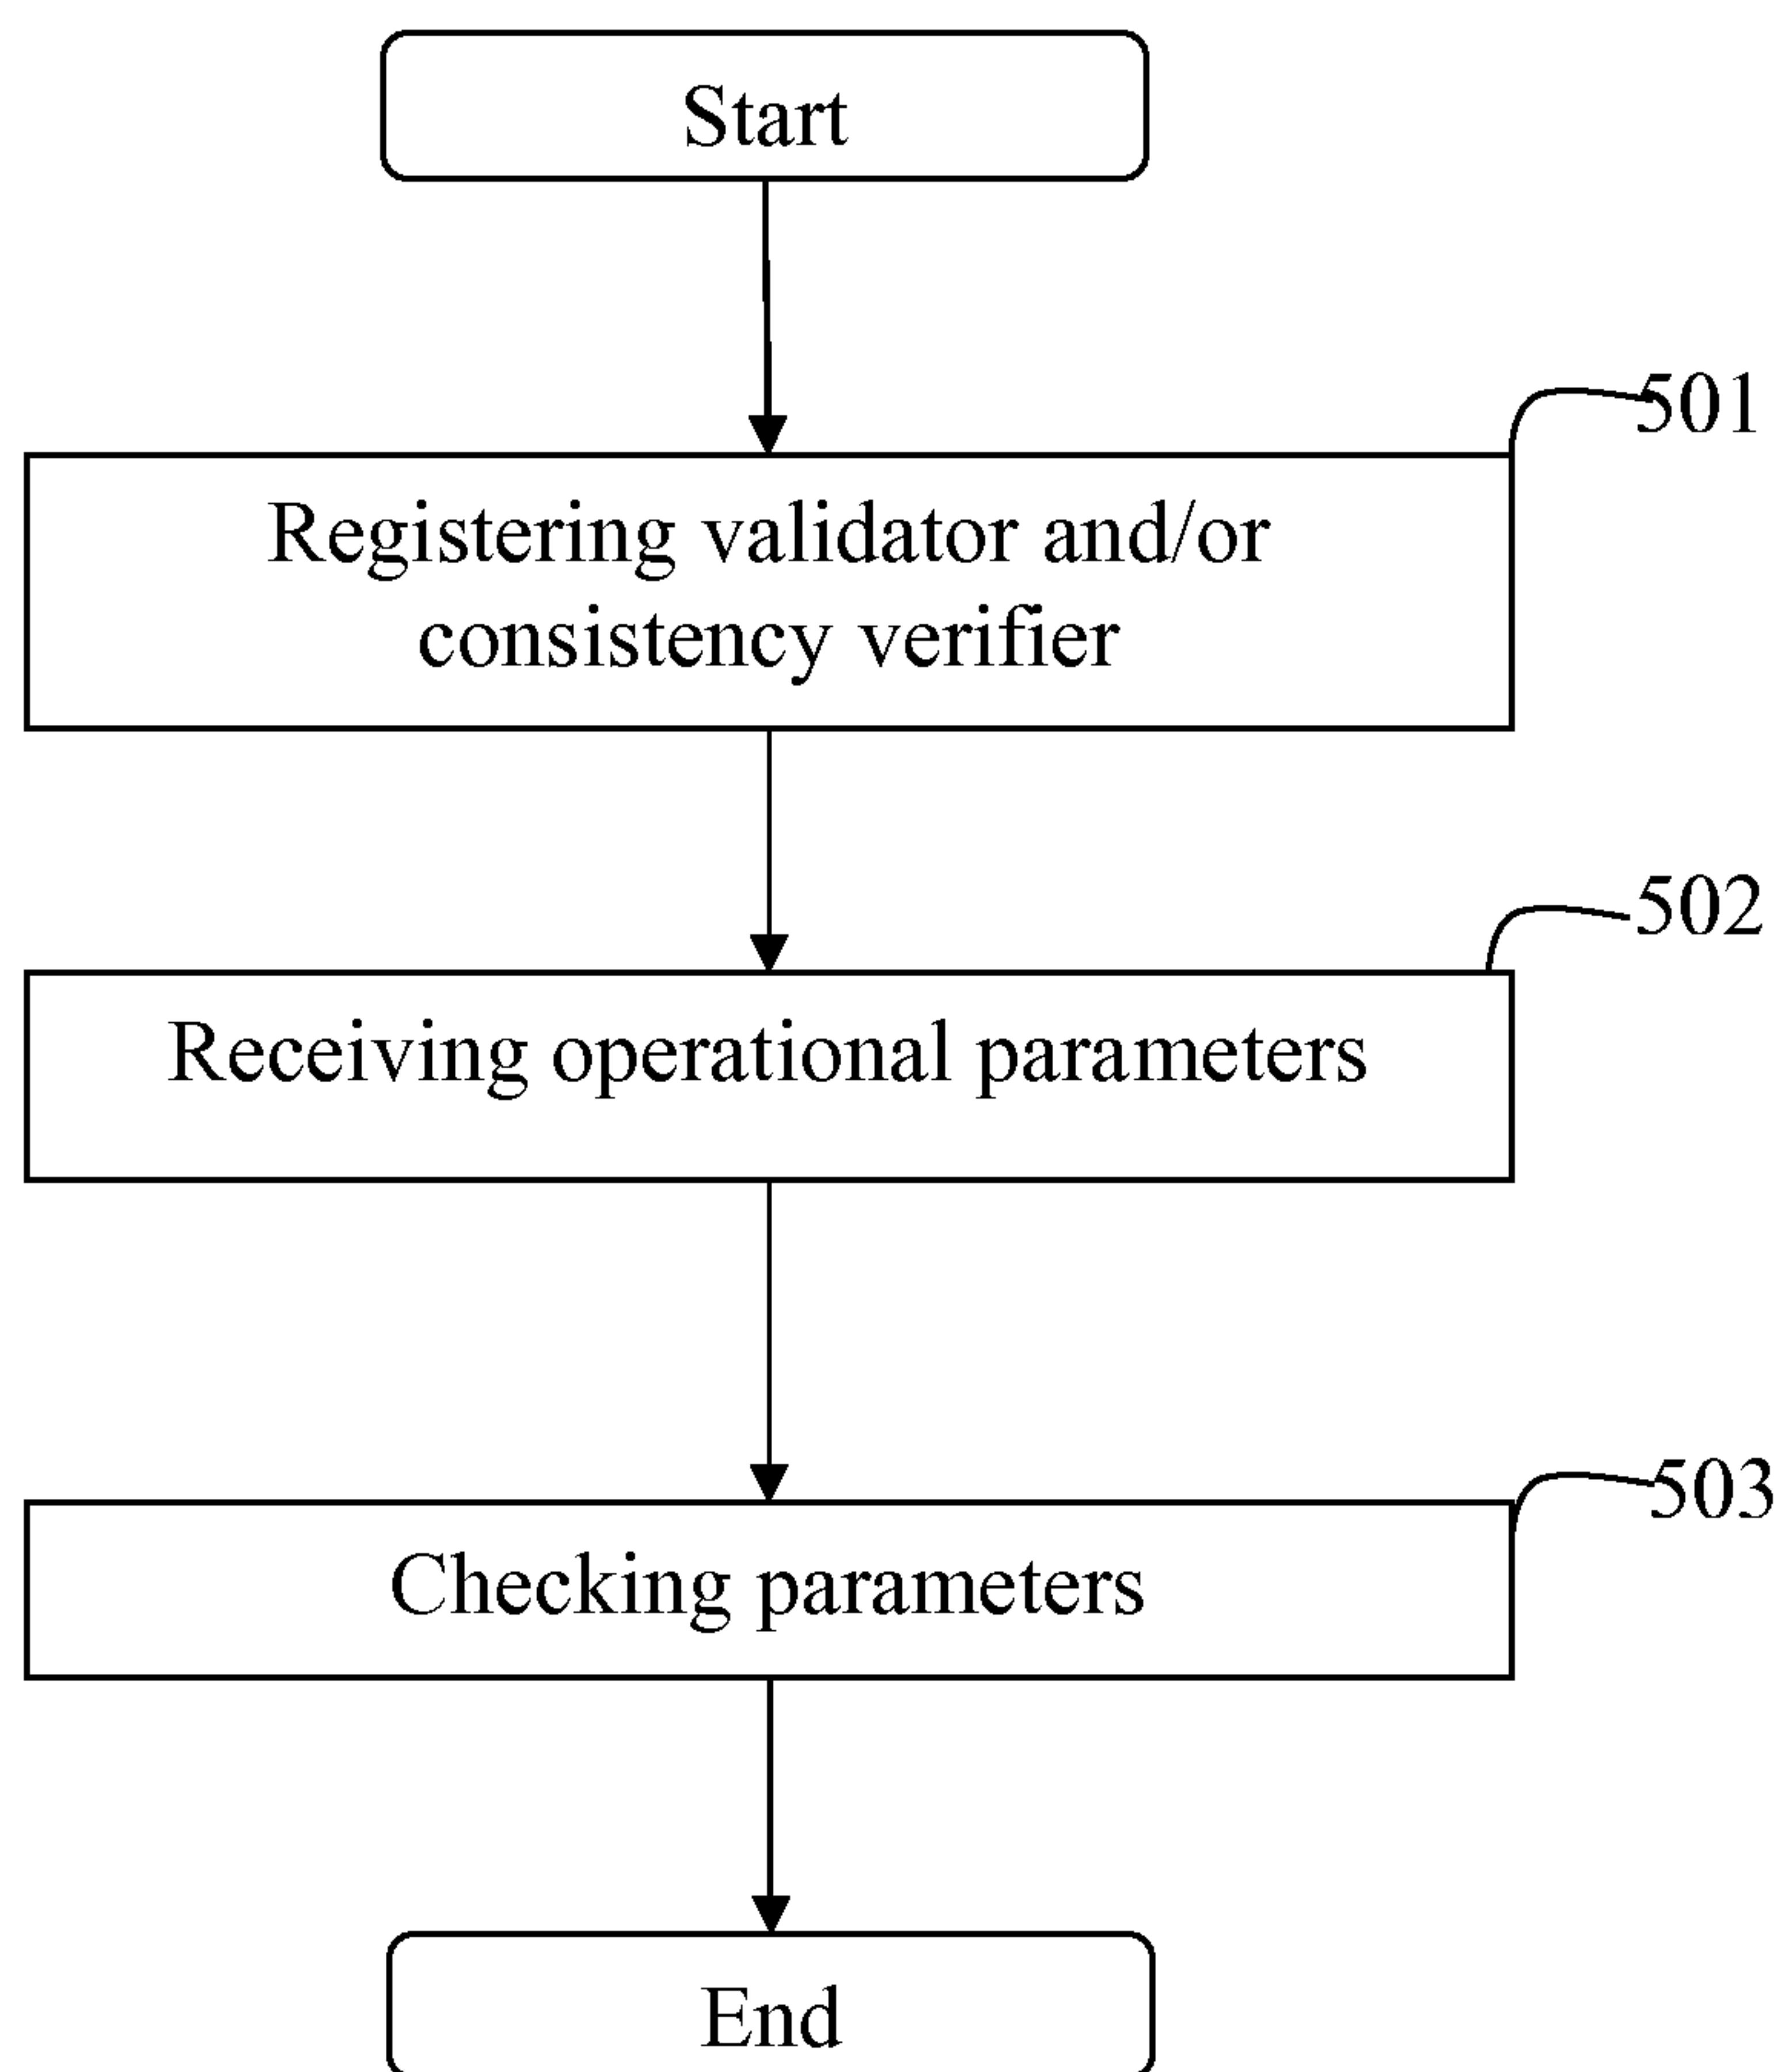 Start
501
Registering validator and/or
consistency verifier
502
Receiving operational parameters
503
Checking parameters
End